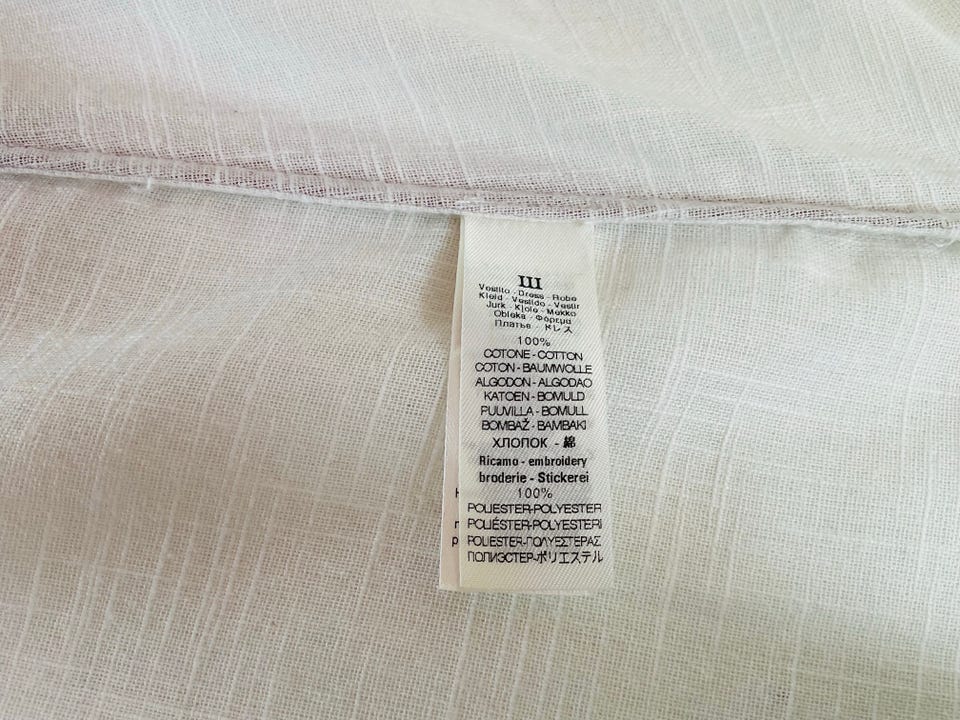 III
Vestito - Dress - Robe
Kleid - Vestido - Vestir
Jurk - Kjole - Mekko
Obleka - Φόρεμα
Платье - ドレス
100%
COTONE - COTTON
COTON - BAUMWOLLE
ALGODON - ALGODAO
KATOEN - BOMULD
PUUVILLA - BOMULL
BOMBAŽ - BAMBAKI
ХЛОПОК - 綿
Ricamo - embroidery
broderie - Stickerei
100%
POLIESTER-POLYESTER
POLIÉSTER-POLYESTERI
POLIESTER-ΠΟΛΥΕΣΤΕΡΑΣ
ПОЛИЭСТЕР-ポリエステル